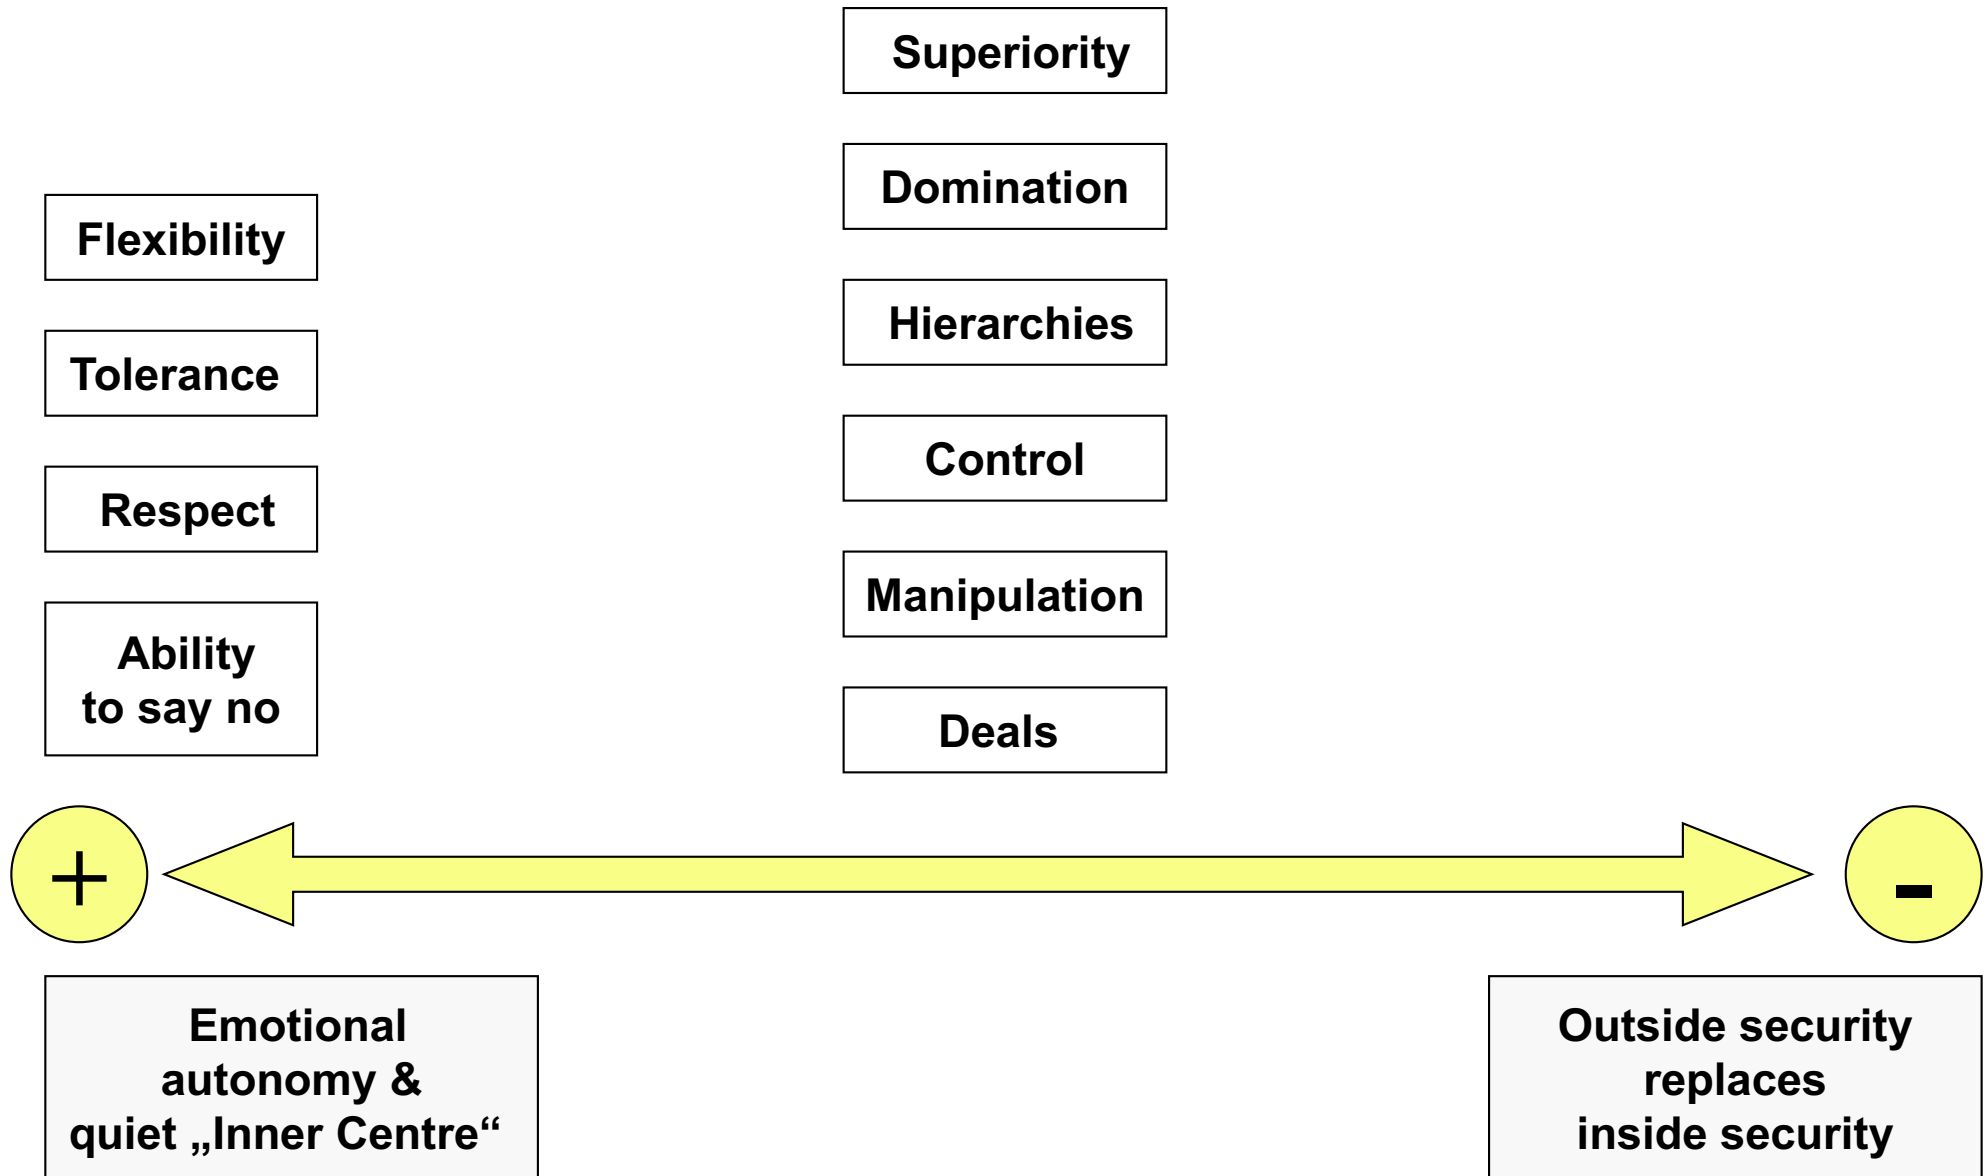 Superiority
Domination
Hierarchies
Control
Manipulation
Deals
Flexibility
Tolerance
Respect
Ability
to say no
+
-
Emotional
autonomy &
quiet „Inner Centre“
Outside security
replaces
inside security